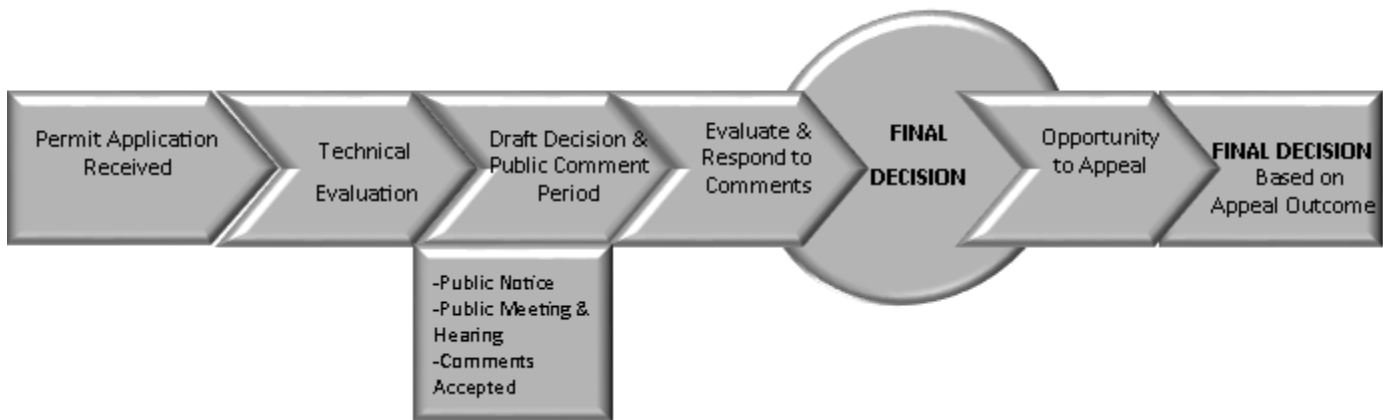 Permit Application
Received
Technical
Evaluation
Draft Decision &
Public Comment
Period
-Public Notice
-Public Meeting &
Hearing
-Comments
Accepted
Evaluate &
Respond to
Comments
FINAL
DECISION
Opportunity
to Appeal
FINAL DECISION
Based on
Appeal Outcome